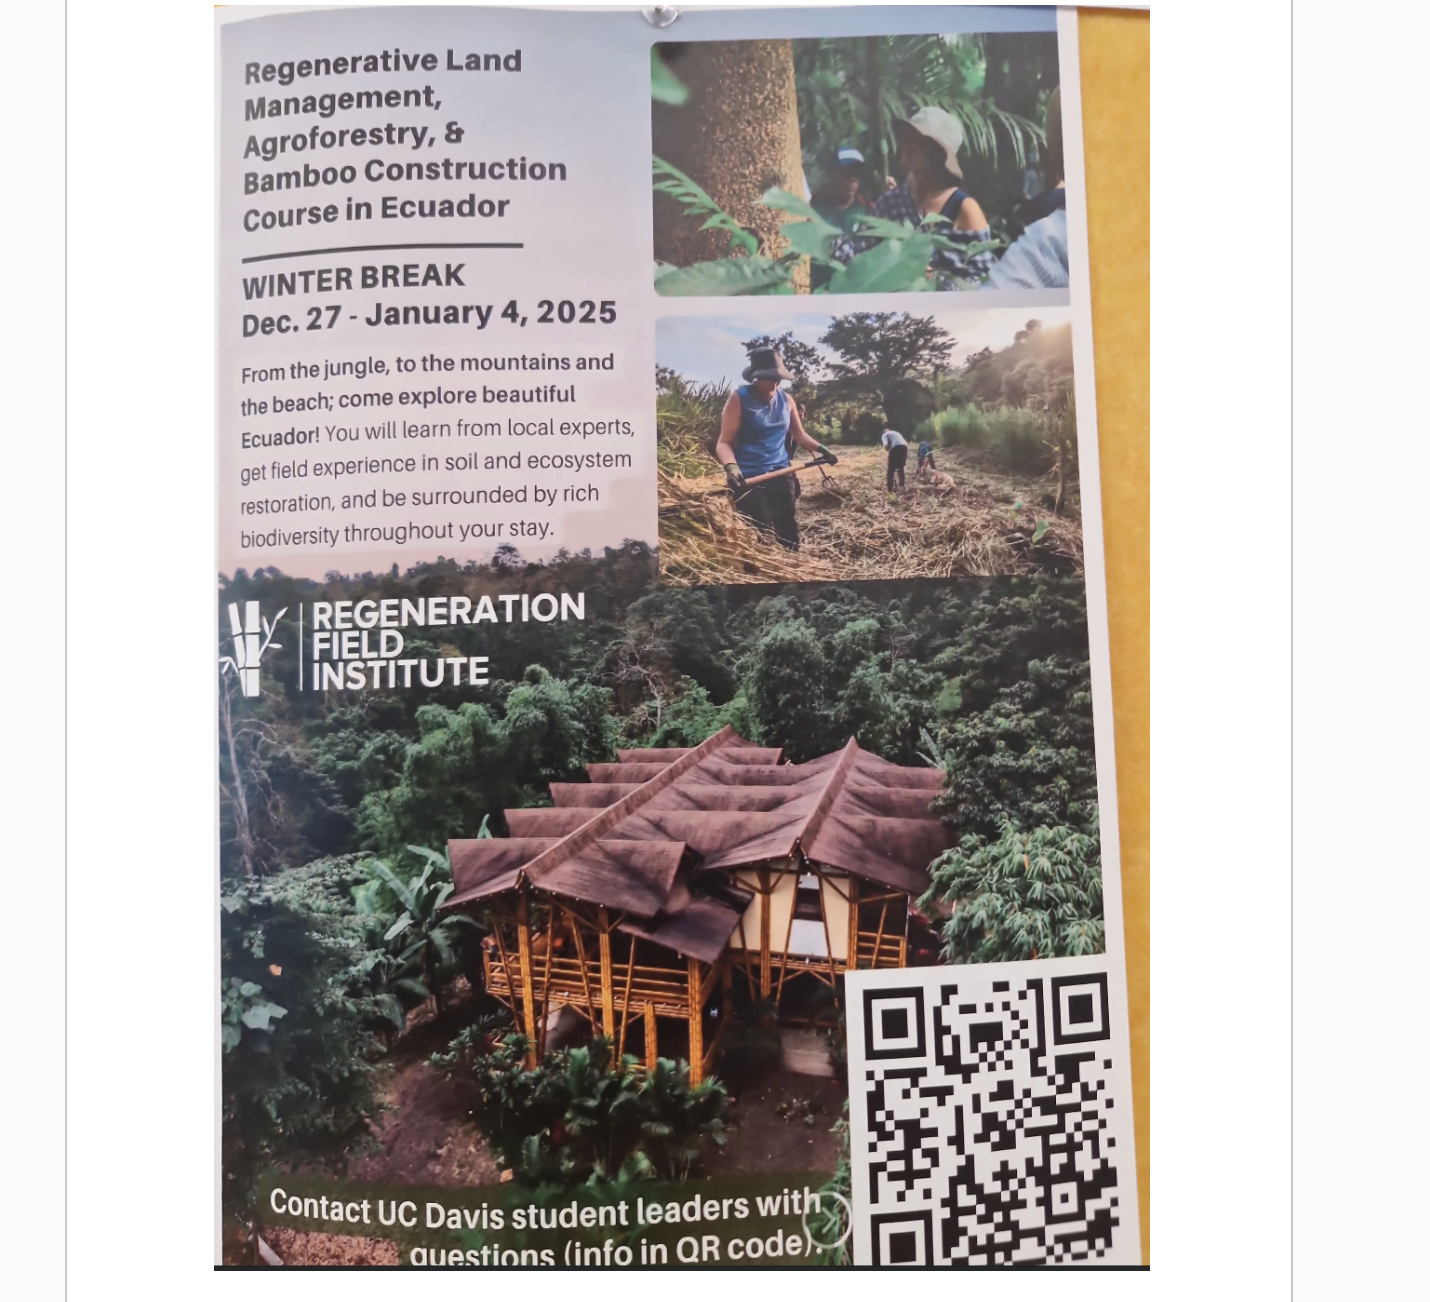 Regenerative Land
Management,
Agroforestry, &
Bamboo Construction
Course in Ecuador
WINTER BREAK
Dec. 27 - January 4, 2025
From the jungle, to the mountains and
the beach; come explore beautiful
Ecuador! You will learn from local experts,
get field experience in soil and ecosystem
restoration, and be surrounded by rich
biodiversity throughout your stay.
REGENERATION
FIELD
INSTITUTE
Contact UC Davis student leaders with
questions (info in QR code).